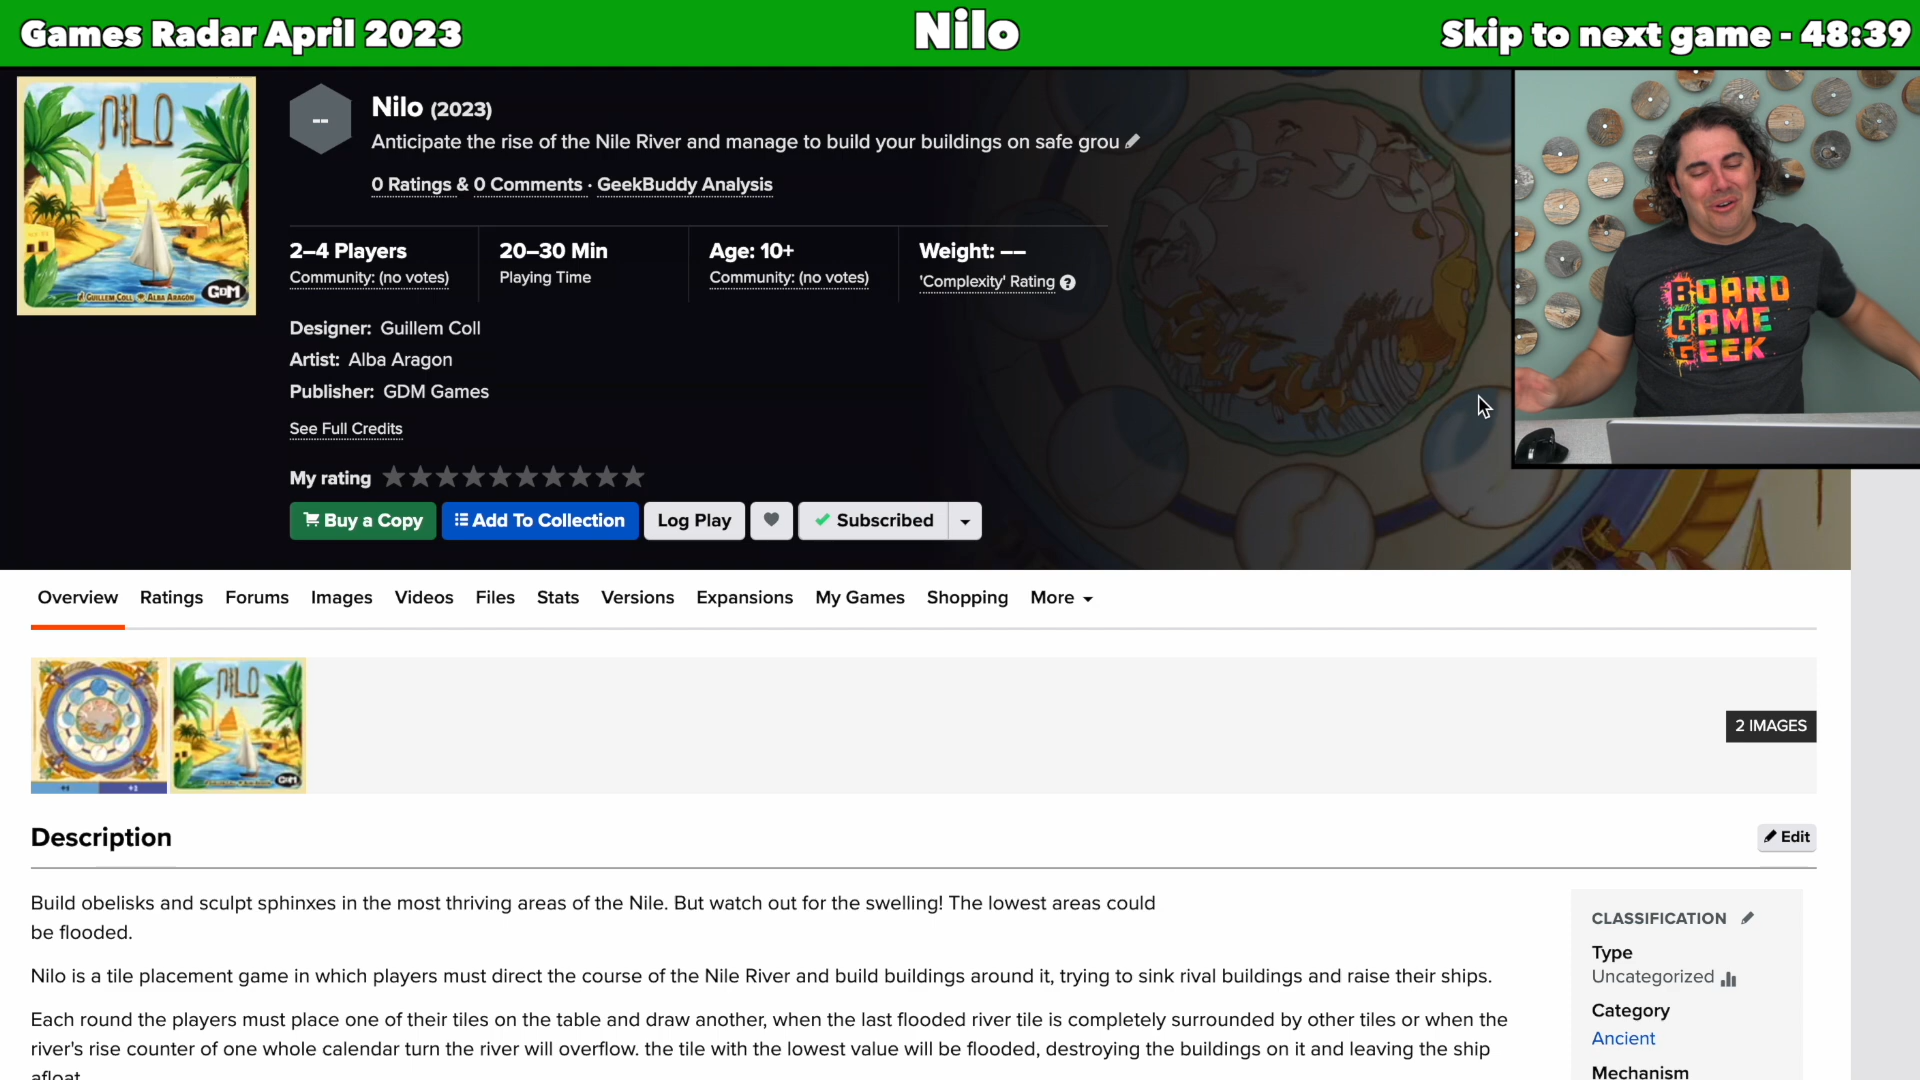 Games Radar April 2023
Nilo
Skip to next game - 48:39
NILO
GUILLEM COLL ALBA ARAGON
GDM
--
Nilo (2023)
Anticipate the rise of the Nile River and manage to build your buildings on safe grou
0 Ratings & 0 Comments · GeekBuddy Analysis
2–4 Players
Community: (no votes)
20–30 Min
Playing Time
Age: 10+
Community: (no votes)
Weight: ––
'Complexity' Rating ?
Designer: Guillem Coll
Artist: Alba Aragon
Publisher: GDM Games
See Full Credits
My rating
Buy a Copy
Add To Collection
Log Play
Subscribed
BOARD
GAME
GEEK
Overview Ratings Forums Images Videos Files Stats Versions Expansions My Games Shopping More
+1 +2
NILO
GDM
2 IMAGES
Description
Edit
Build obelisks and sculpt sphinxes in the most thriving areas of the Nile. But watch out for the swelling! The lowest areas could
be flooded.
Nilo is a tile placement game in which players must direct the course of the Nile River and build buildings around it, trying to sink rival buildings and raise their ships.
Each round the players must place one of their tiles on the table and draw another, when the last flooded river tile is completely surrounded by other tiles or when the
river's rise counter of one whole calendar turn the river will overflow. the tile with the lowest value will be flooded, destroying the buildings on it and leaving the ship
afloat
CLASSIFICATION
Type
Uncategorized
Category
Ancient
Mechanism